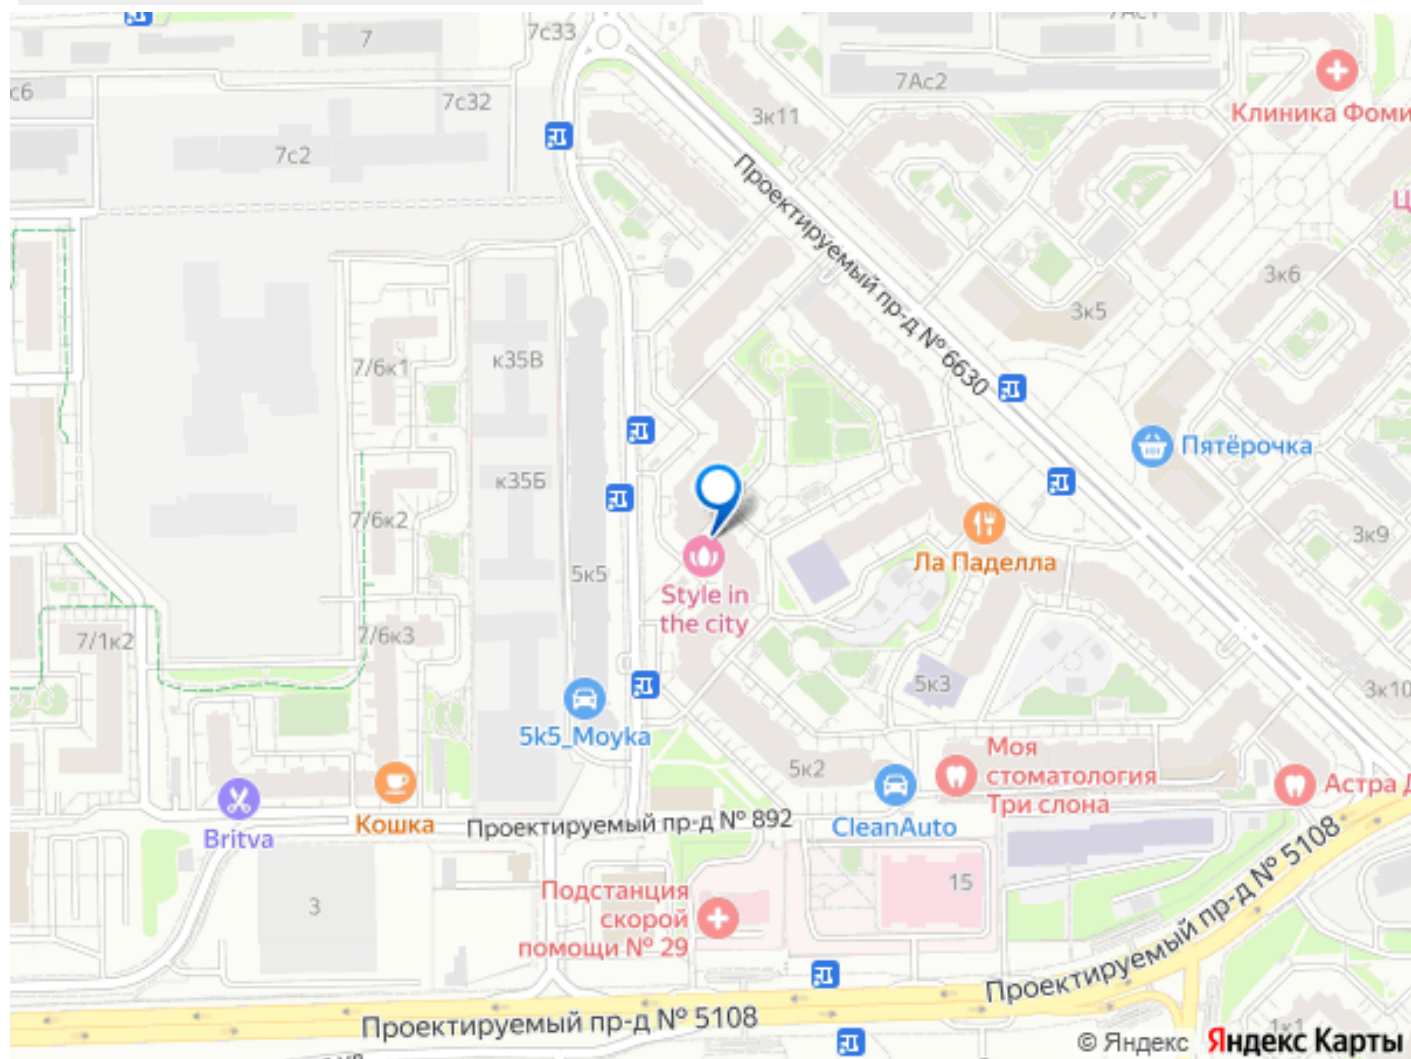 7с33
7
7Ас2
Клиника Фоми
с6
7с32
3к11
7с2
Проектируемый пр-д № 6630
Ц
3к6
3к5
7/6к1
к35В
Пятёрочка
к35Б
7/6к2
3к9
Ла Паделла
5к5
Style in
the city
7/1к2
7/6к3
5к3
3к10
5k5_Moyka
Моя
стоматология
Три слона
5к2
Астра Д
Britva
Кошка
Проектируемый пр-д № 892
CleanAuto
Проектируемый пр-д № 5108
15
3
Подстанция
скорой
помощи № 29
Проектируемый пр-д № 5108
1к1
© Яндекс Яндекс Карты